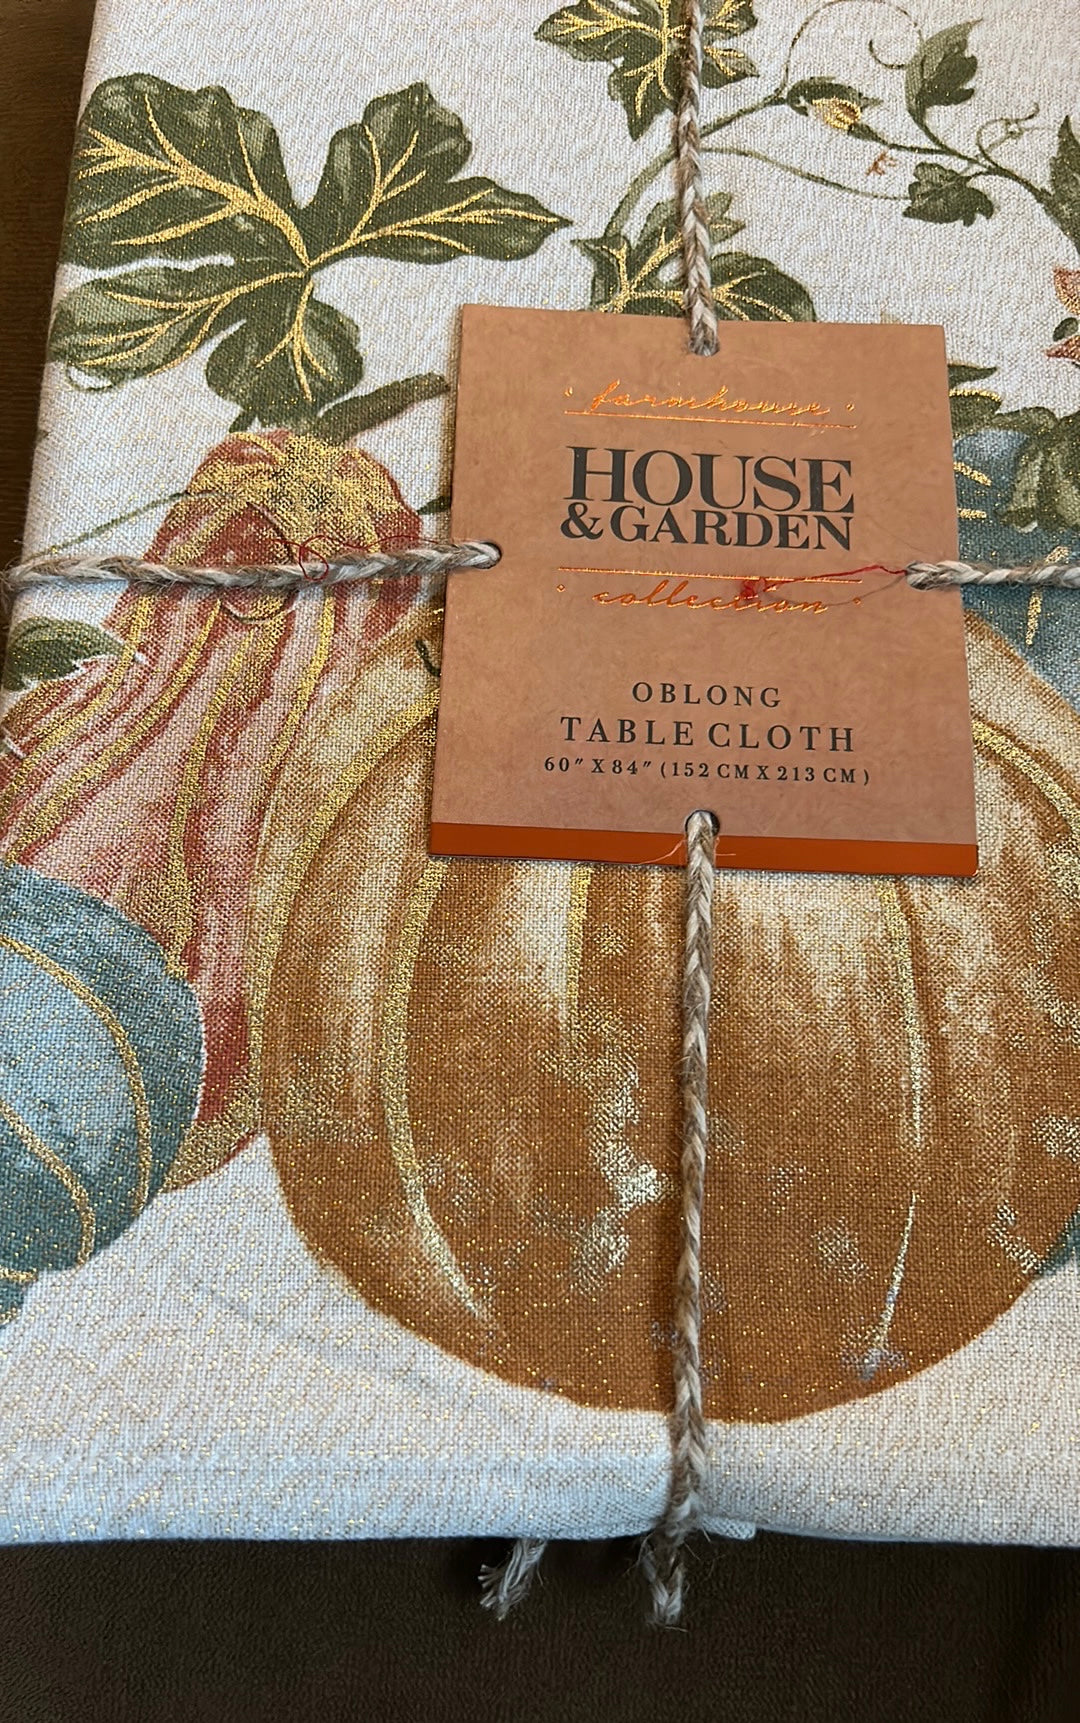 farmhouse
HOUSE
& GARDEN
collection
OBLONG
TABLE CLOTH
60" X 84" (152 CM X 213 CM)